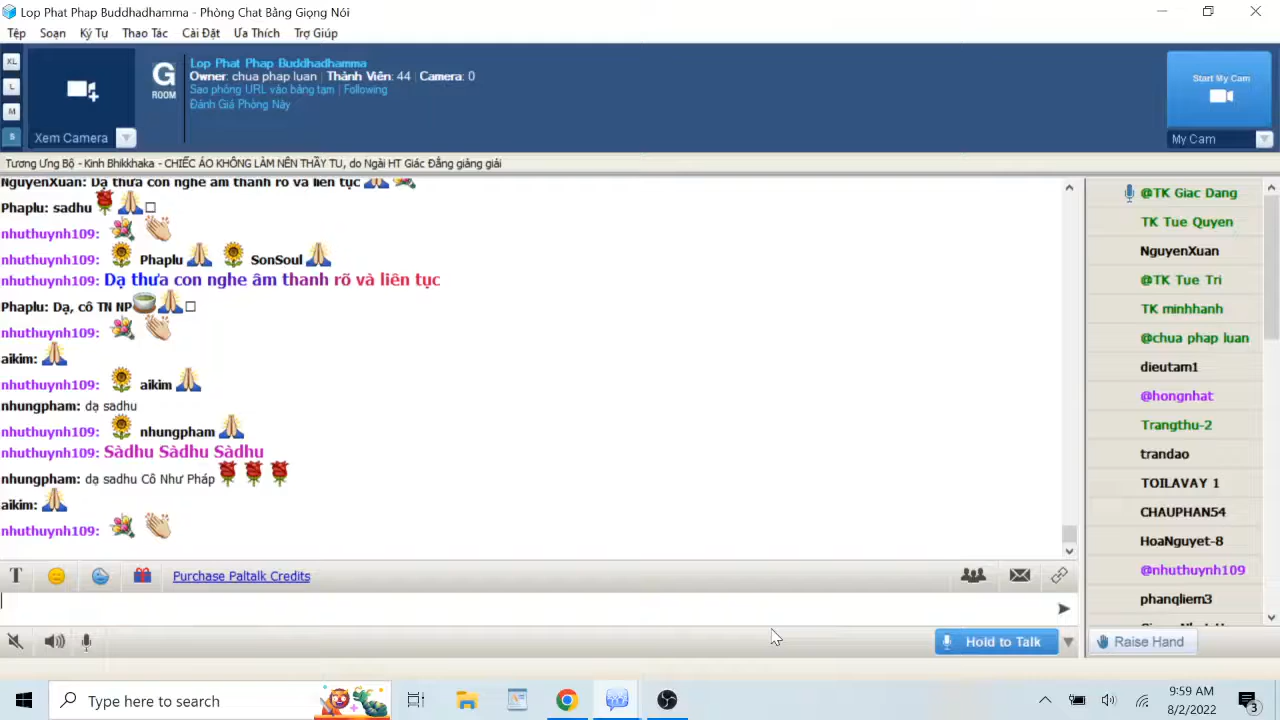 Lop Phat Phap Buddhadhamma - Phòng Chat Bằng Giọng Nói
Tệp Soạn Ký Tự Thao Tác Cài Đặt Ưa Thích Trợ Giúp
XL
L
M
S
Xem Camera
G
ROOM
Lop Phat Phap Buddhadhamma
Owner: chua phap luan | Thành Viên: 44 | Camera: 0
Sao phỏng URL vào bảng tạm | Following
Đánh Giá Phòng Này
Start My Cam
My Cam
Tương Ưng Bộ - Kinh Bhikkhaka - CHIẾC ÁO KHÔNG LÀM NÊN THẦY TU, do Ngài HT Giác Đẳng giảng giải
NguyenXuan: Dạ thưa con nghe âm thanh rõ và liên tục
Phaplu: sadhu
nhuthuynh109:
nhuthuynh109: Phaplu SonSoul
nhuthuynh109: Dạ thưa con nghe âm thanh rõ và liên tục
Phaplu: Dạ, cô TN NP
nhuthuynh109:
aikim:
nhuthuynh109: aikim
nhungpham: dạ sadhu
nhuthuynh109: nhungpham
nhuthuynh109: Sàdhu Sàdhu Sàdhu
nhungpham: dạ sadhu Cô Như Pháp
aikim:
nhuthuynh109:
@TK Giac Dang
TK Tue Quyen
NguyenXuan
@TK Tue Tri
TK minhhanh
@chua phap luan
dieutam1
@hongnhat
Trangthu-2
trandao
TOILAVAY 1
CHAUPHAN54
HoaNguyet-8
@nhuthuynh109
phanqliem3
T
Purchase Paltalk Credits
Hold to Talk
Raise Hand
Type here to search
9:59 AM
8/2/2022
3